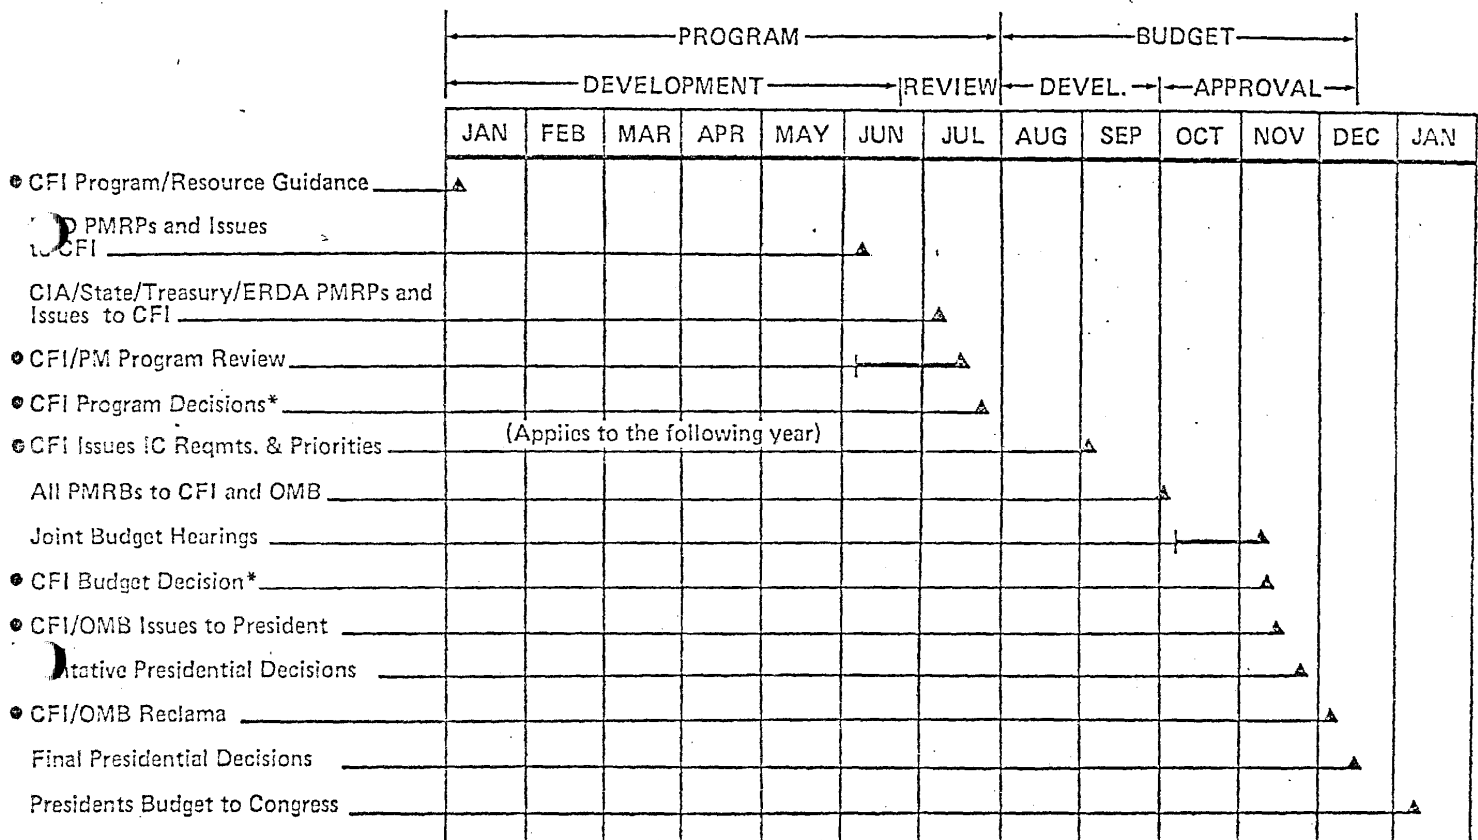 PROGRAM BUDGET
DEVELOPMENT REVIEW DEVEL. APPROVAL
JAN FEB MAR APR MAY JUN JUL AUG SEP OCT NOV DEC JAN
• CFI Program/Resource Guidance
PMRPs and Issues
CFI
CIA/State/Treasury/ERDA PMRPs and
Issues to CFI
• CFI/PM Program Review
• CFI Program Decisions*
(Applies to the following year)
• CFI Issues IC Reqmts. & Priorities
All PMRBs to CFI and OMB
Joint Budget Hearings
• CFI Budget Decision*
• CFI/OMB Issues to President
Presidential Decisions
• CFI/OMB Reclama
Final Presidential Decisions
Presidents Budget to Congress